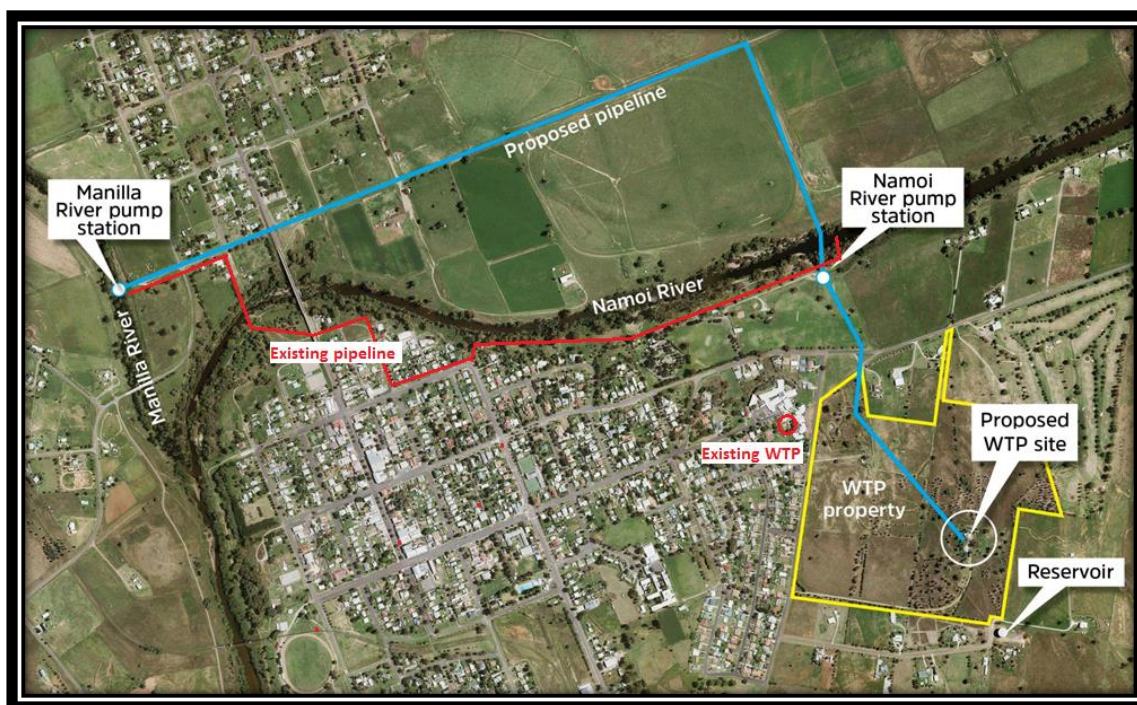 Proposed pipeline
Manilla
River pump
station
Namoi
River pump
station
Namoi River
Manilla River
Existing pipeline
Existing WTP
Proposed
WTP site
WTP
property
Reservoir